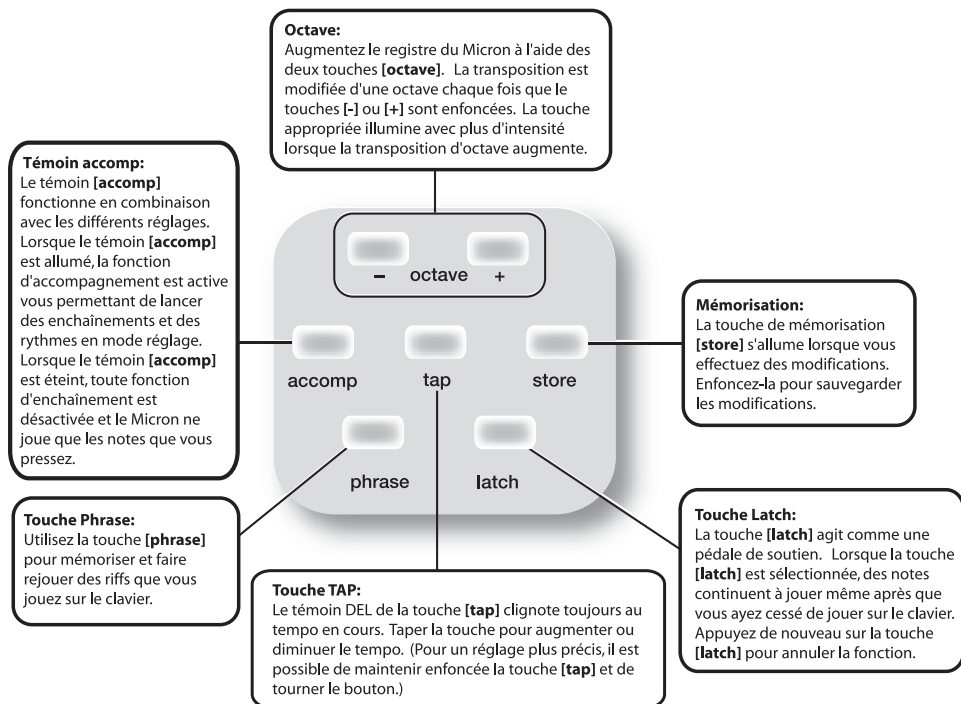 Octave:
Augmentez le registre du Micron à l'aide des
deux touches [octave]. La transposition est
modifiée d'une octave chaque fois que le
touches [-] ou [+] sont enfoncées. La touche
appropriée illumine avec plus d'intensité
lorsque la transposition d'octave augmente.
Témoin accomp:
Le témoin [accomp]
fonctionne en combinaison
avec les différents réglages.
Lorsque le témoin [accomp]
est allumé, la fonction
d'accompagnement est active
vous permettant de lancer
des enchaînements et des
rythmes en mode réglage.
Lorsque le témoin [accomp]
est éteint, toute fonction
d'enchaînement est
désactivée et le Micron ne
joue que les notes que vous
pressez.
– octave +
accomp tap store
phrase latch
Mémorisation:
La touche de mémorisation
[store] s'allume lorsque vous
effectuez des modifications.
Enfoncez-la pour sauvegarder
les modifications.
Touche Phrase:
Utilisez la touche [phrase]
pour mémoriser et faire
rejouer des riffs que vous
jouez sur le clavier.
Touche TAP:
Le témoin DEL de la touche [tap] clignote toujours au
tempo en cours. Taper la touche pour augmenter ou
diminuer le tempo. (Pour un réglage plus précis, il est
possible de maintenir enfoncée la touche [tap] et de
tourner le bouton.)
Touche Latch:
La touche [latch] agit comme une
pédale de soutien. Lorsque la touche
[latch] est sélectionnée, des notes
continuent à jouer même après que
vous ayez cessé de jouer sur le clavier.
Appuyez de nouveau sur la touche
[latch] pour annuler la fonction.